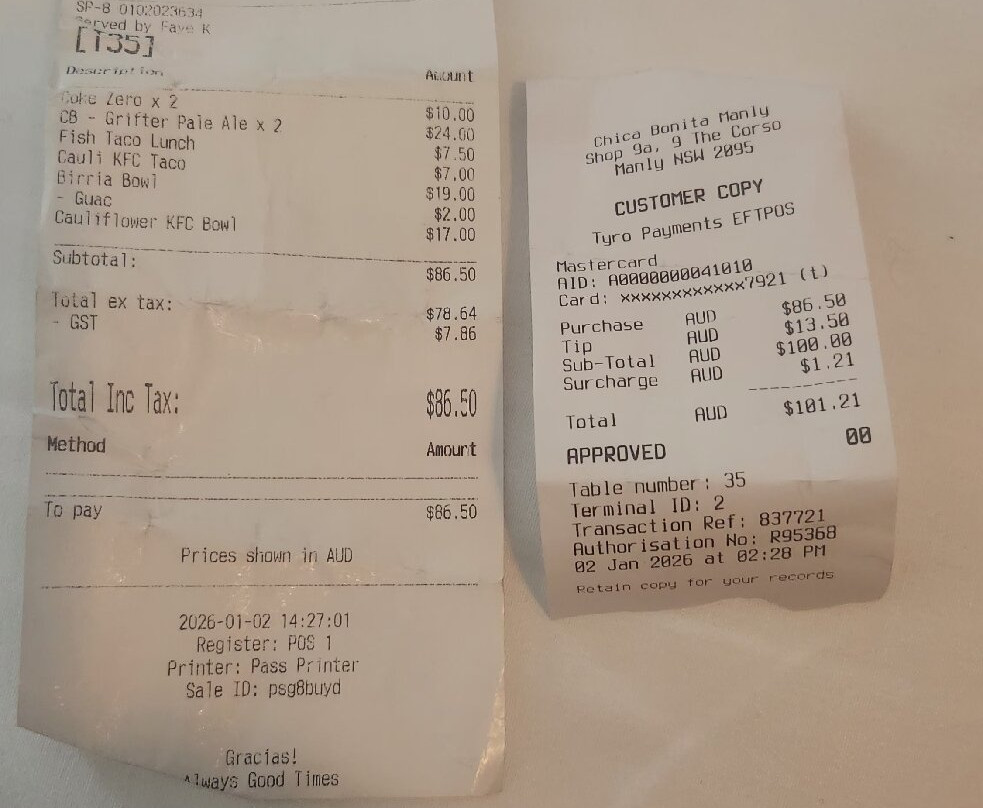 SP-8 0102023634
Served by Faye K
[T35]
Description Amount
Coke Zero x 2 $10.00
CB - Grifter Pale Ale x 2 $24.00
Fish Taco Lunch $7.50
Cauli KFC Taco $7.00
Birria Bowl $19.00
- Guac $2.00
Cauliflower KFC Bowl $17.00
Subtotal: $86.50
Total ex tax: $78.64
- GST $7.86
Total Inc Tax: $86.50
Method Amount
To pay $86.50
Prices shown in AUD
2026-01-02 14:27:01
Register: POS 1
Printer: Pass Printer
Sale ID: psg8buyd
Gracias!
Always Good Times
Chica Bonita Manly
Shop 9a, 9 The Corso
Manly NSW 2095
CUSTOMER COPY
Tyro Payments EFTPOS
Mastercard
AID: A0000000041010
Card: xxxxxxxxxxxx7921 (t)
Purchase AUD $86.50
Tip AUD $13.50
Sub-Total AUD $100.00
Surcharge AUD $1.21
Total AUD $101.21
APPROVED 00
Table number: 35
Terminal ID: 2
Transaction Ref: 837721
Authorisation No: R95368
02 Jan 2026 at 02:28 PM
Retain copy for your records